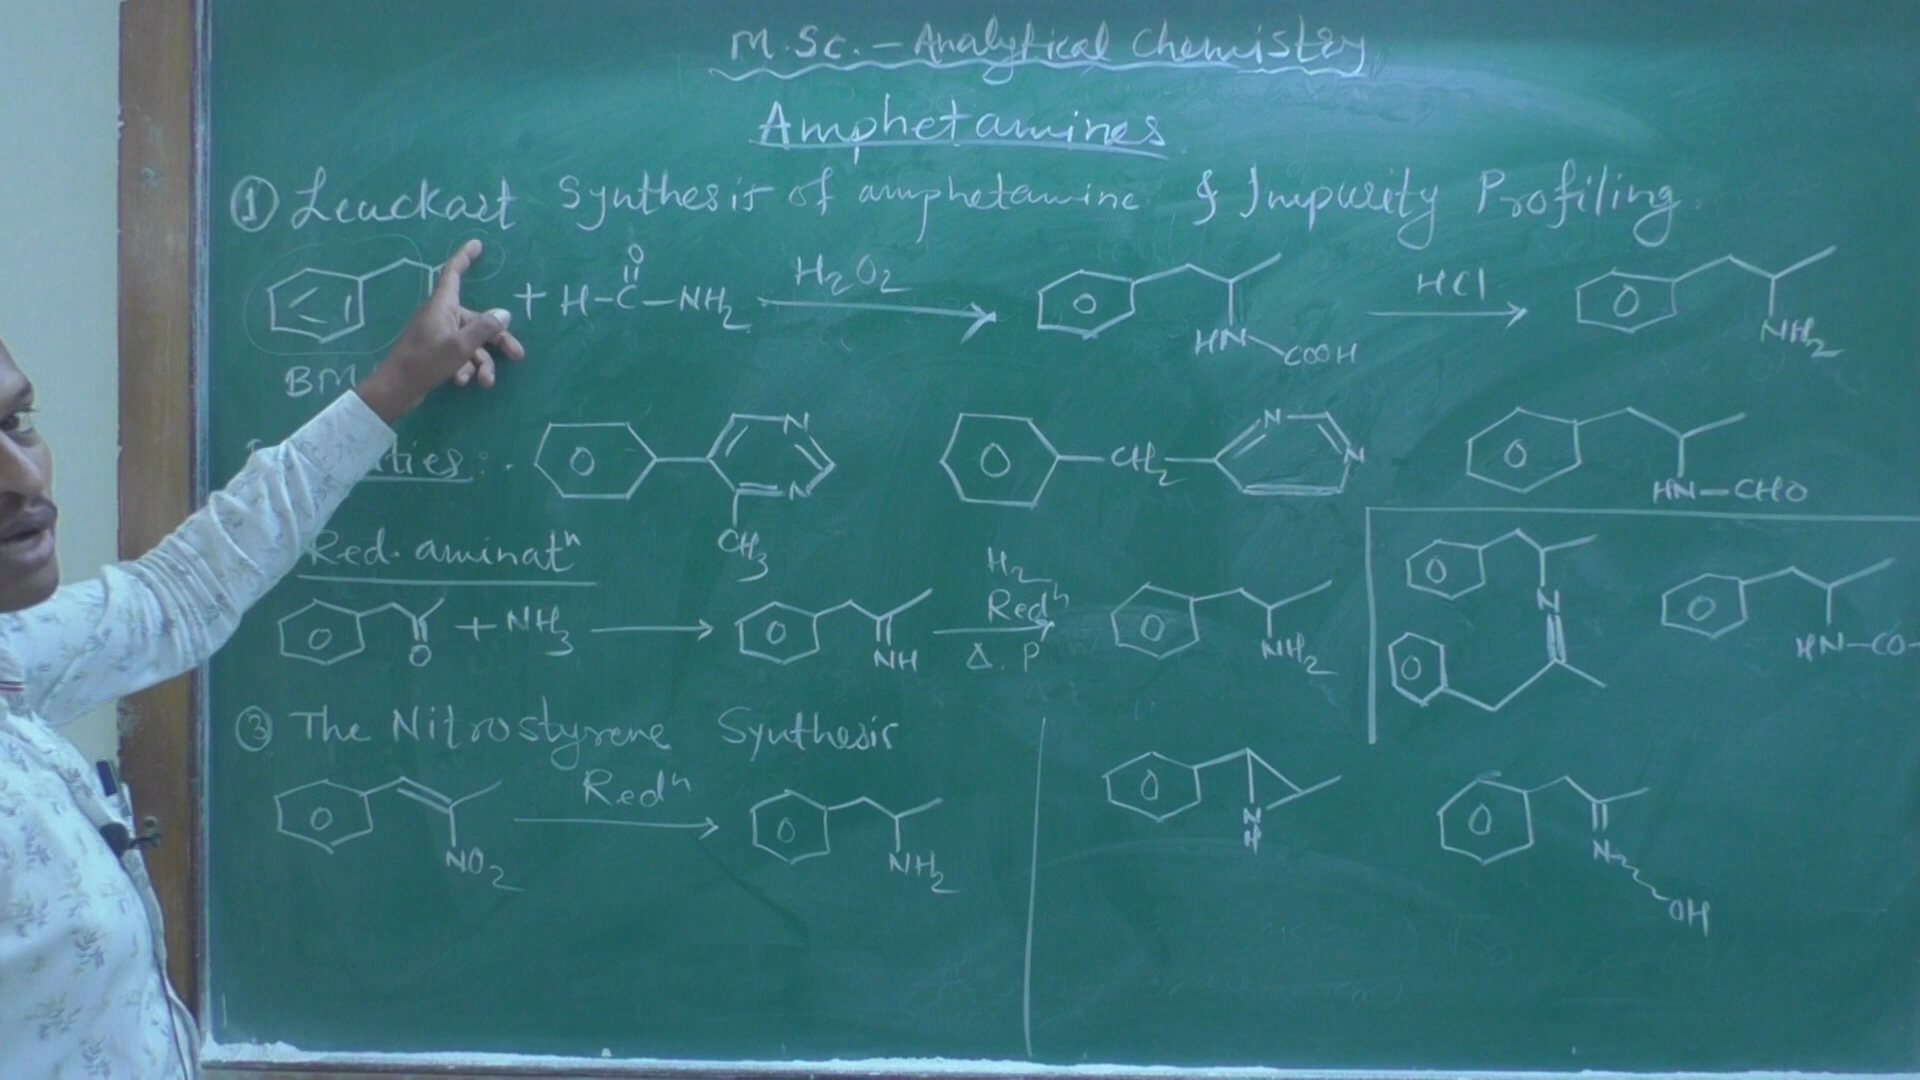 M.Sc. - Analytical Chemistry
Amphetamines
① Leuckart Synthesis of amphetamine & Impurity Profiling.
+ H-C-NH2 O H2O2 HN COOH HCl NH2
N N CH3 CH2 N N HN-CHO
Red. aminatn
O + NH3 NH H2 Redn Δ. P NH2
N HN-CO-
③ The Nitrostyrene Synthesis
NO2 Redn NH2
N H N OH